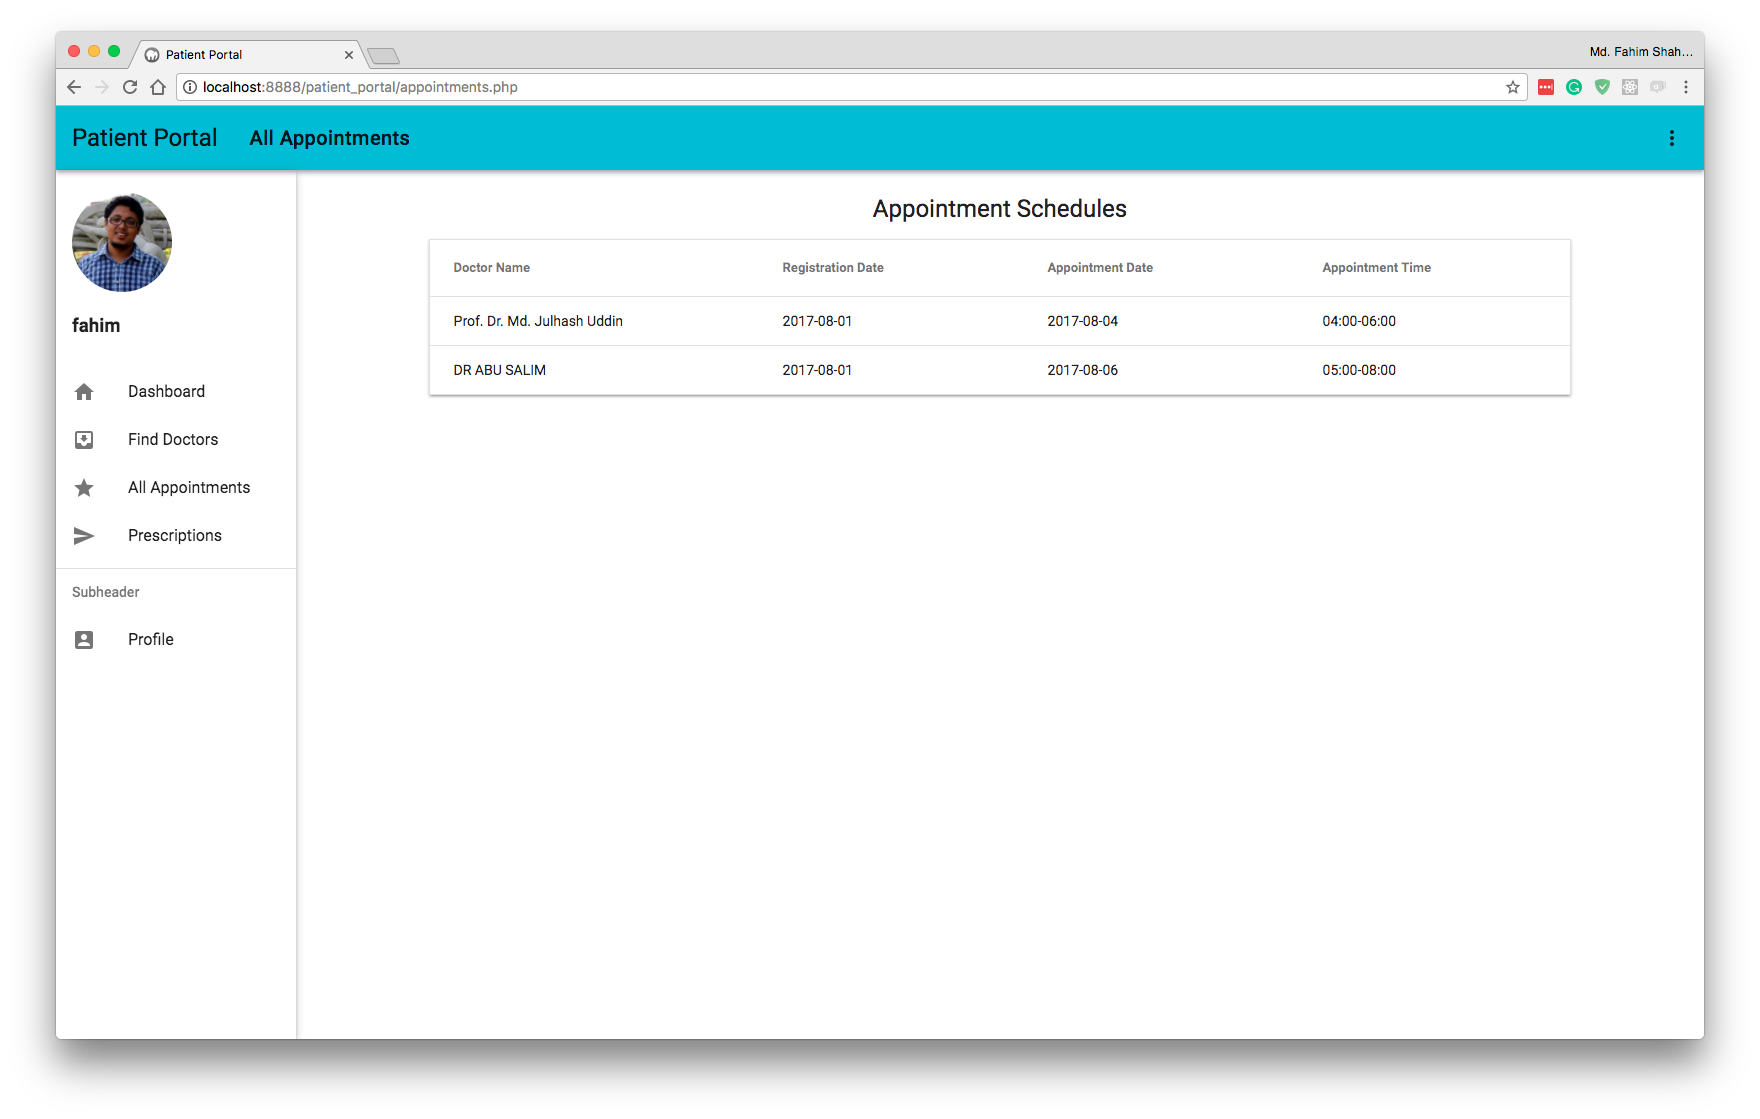 Patient Portal
Md. Fahim Shah...
localhost:8888/patient_portal/appointments.php
Patient Portal All Appointments
fahim
Dashboard
Find Doctors
All Appointments
Prescriptions
Subheader
Profile
Appointment Schedules
Doctor Name Registration Date Appointment Date Appointment Time
Prof. Dr. Md. Julhash Uddin 2017-08-01 2017-08-04 04:00-06:00
DR ABU SALIM 2017-08-01 2017-08-06 05:00-08:00